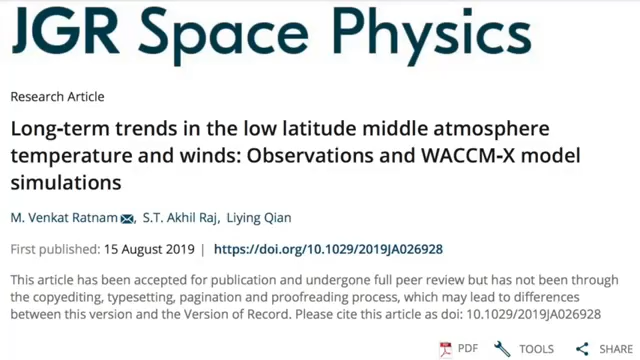 JGR Space Physics
Research Article
Long-term trends in the low latitude middle atmosphere
temperature and winds: Observations and WACCM-X model
simulations
M. Venkat Ratnam, S.T. Akhil Raj, Liying Qian
First published: 15 August 2019 | https://doi.org/10.1029/2019JA026928
This article has been accepted for publication and undergone full peer review but has not been through
the copyediting, typesetting, pagination and proofreading process, which may lead to differences
between this version and the Version of Record. Please cite this article as doi: 10.1029/2019JA026928
PDF TOOLS SHARE